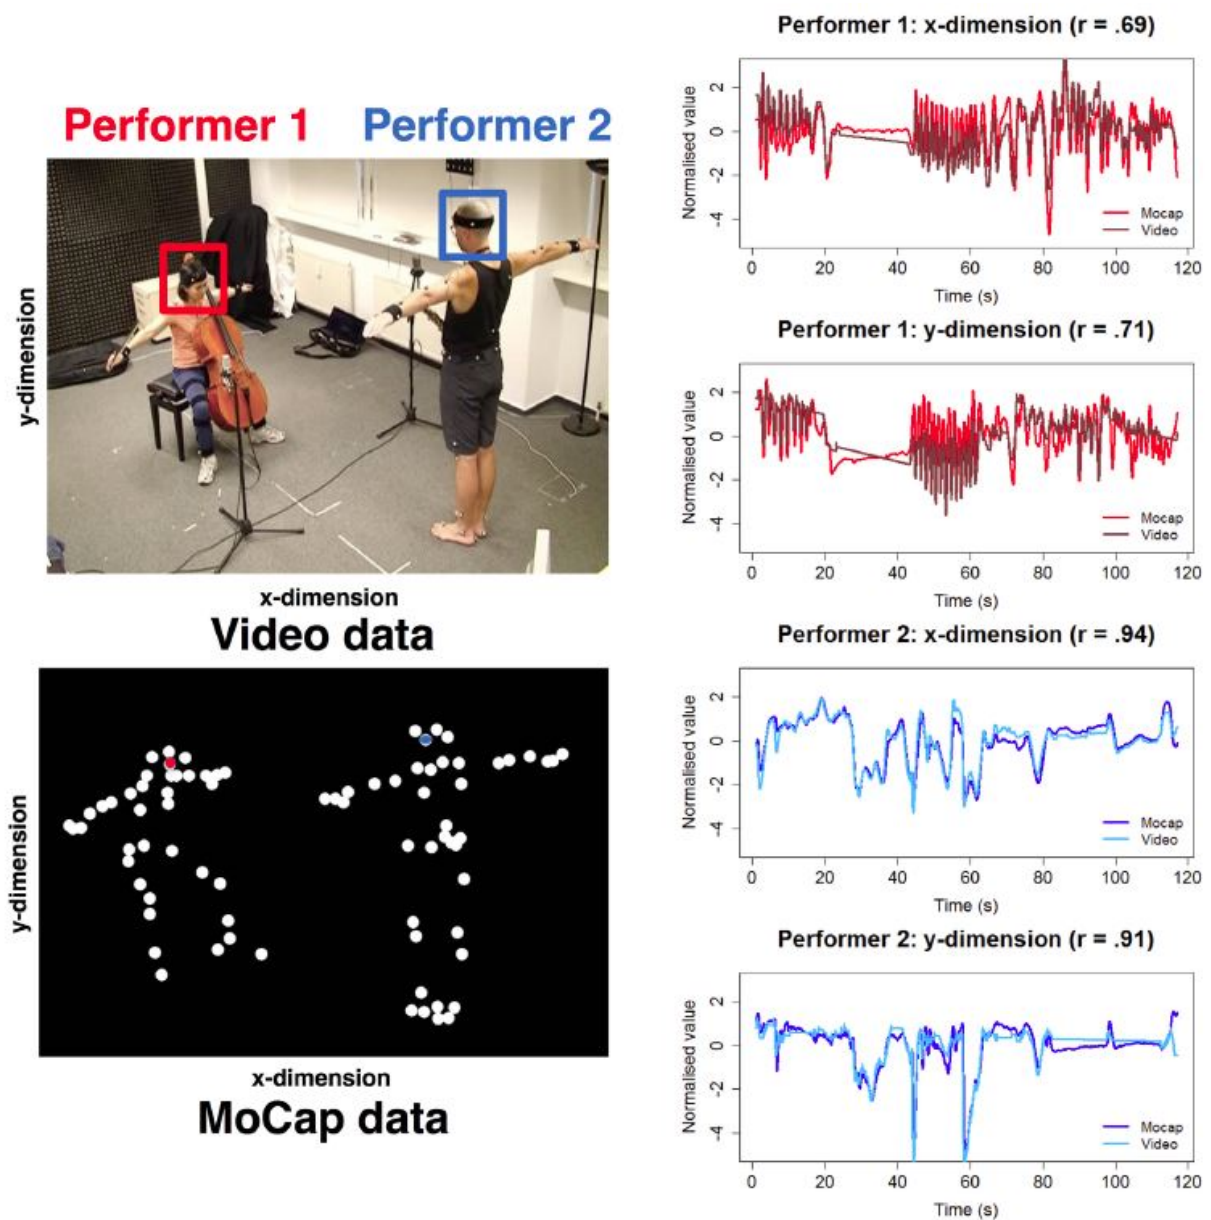 Performer 1 Performer 2
y-dimension
x-dimension
Video data
y-dimension
x-dimension
MoCap data
Performer 1: x-dimension (r = .69)
Normalised value
2
0
-2
-4
Mocap
Video
0 20 40 60 80 100 120
Time (s)
Performer 1: y-dimension (r = .71)
Normalised value
2
0
-2
-4
Mocap
Video
0 20 40 60 80 100 120
Time (s)
Performer 2: x-dimension (r = .94)
Normalised value
2
0
-2
-4
Mocap
Video
0 20 40 60 80 100 120
Time (s)
Performer 2: y-dimension (r = .91)
Normalised value
2
0
-2
-4
Mocap
Video
0 20 40 60 80 100 120
Time (s)